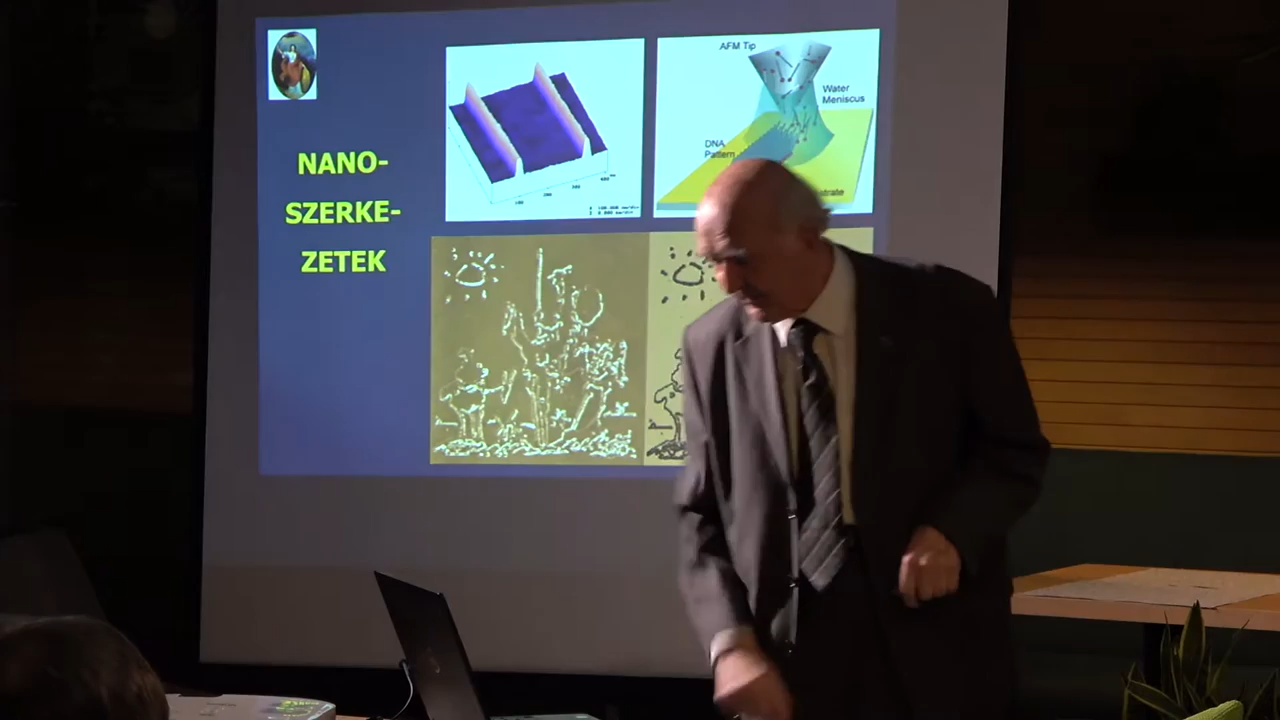 NANO-
SZERKE-
ZETEK
AFM Tip
Water
Meniscus
DNA
Pattern